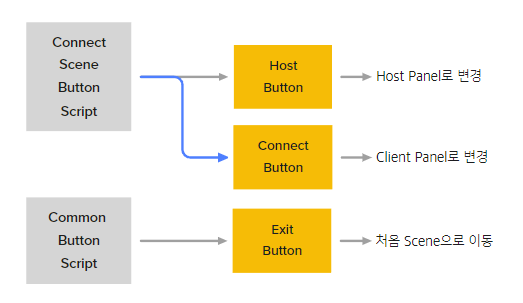 Connect
Scene
Button
Script
Host
Button
Host Panel로 변경
Connect
Button
Client Panel로 변경
Common
Button
Script
Exit
Button
처음 Scene으로 이동